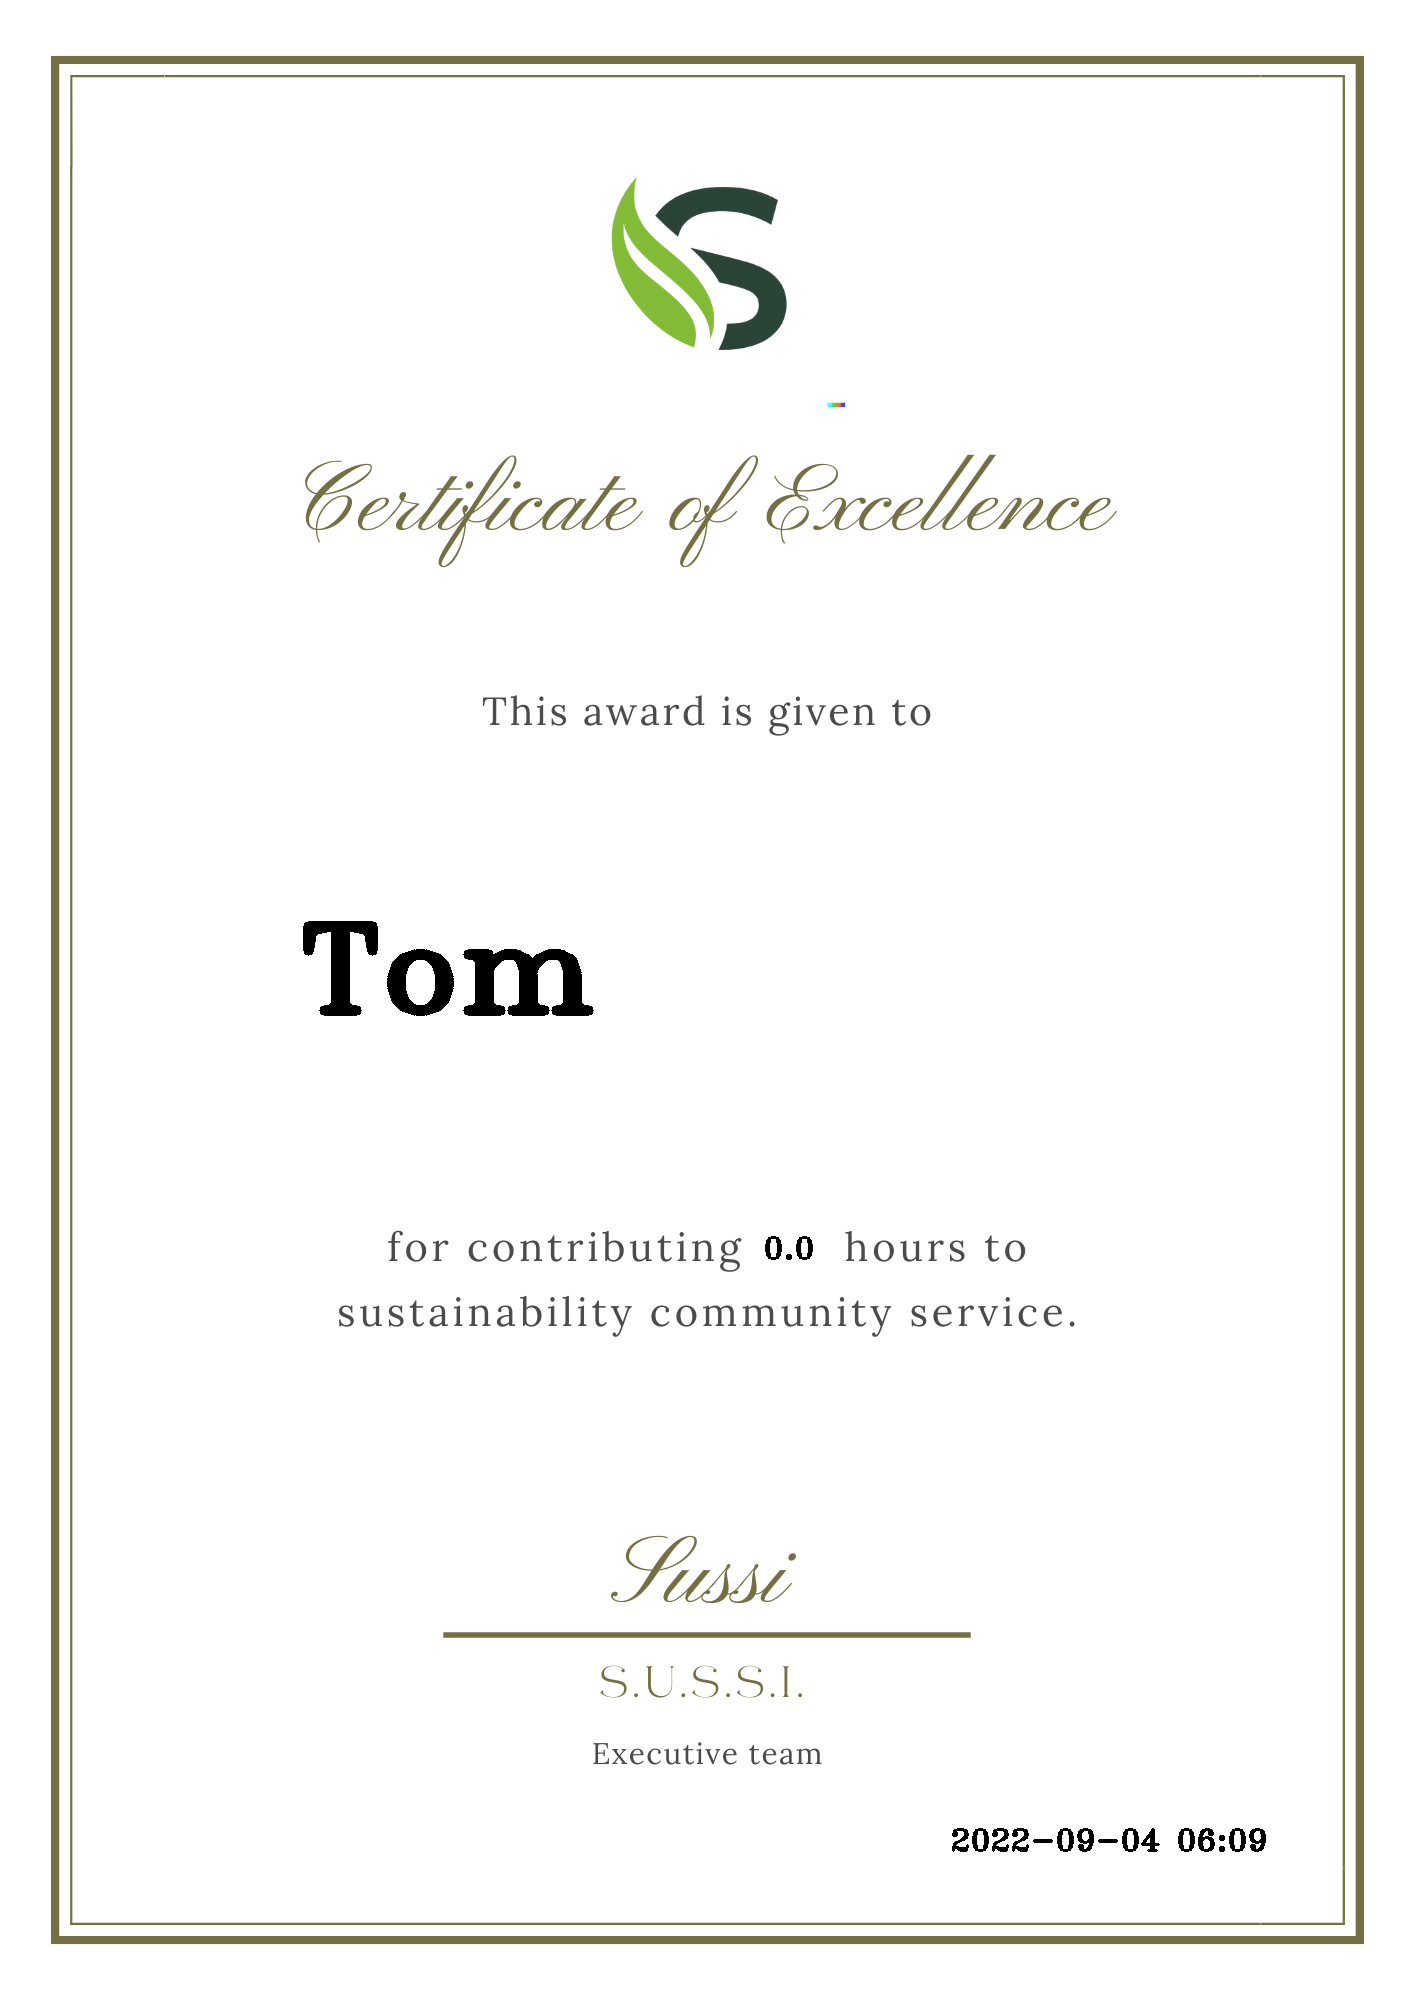 S
Certificate of Excellence
This award is given to
Tom
for contributing 0.0 hours to
sustainability community service.
Sussi
S.U.S.S.I.
Executive team
2022-09-04 06:09